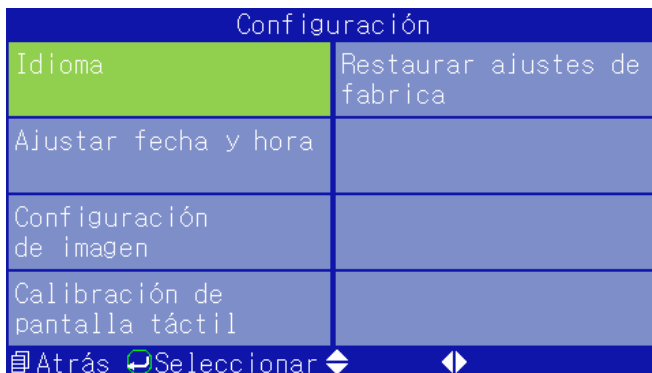 Configuración
Idioma
Restaurar ajustes de
fabrica
Ajustar fecha y hora
Configuración
de imagen
Calibración de
pantalla táctil
Atrás Seleccionar